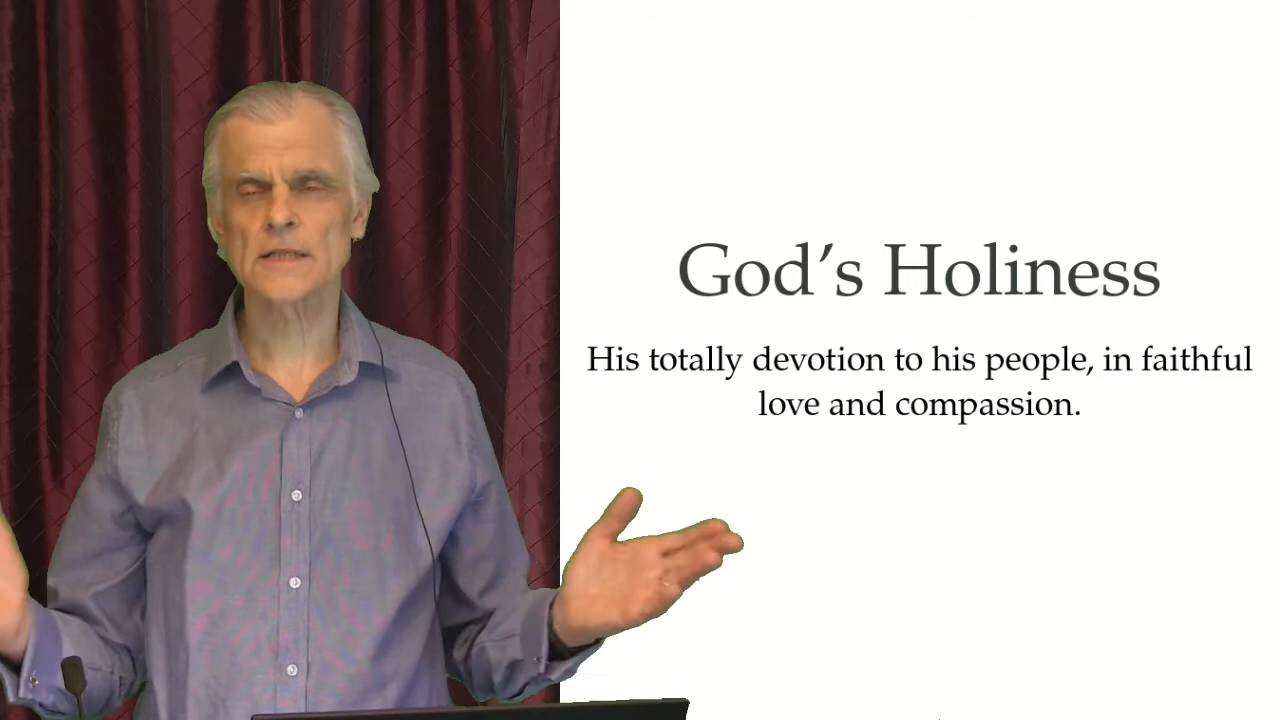 God’s Holiness
His totally devotion to his people, in faithful
love and compassion.